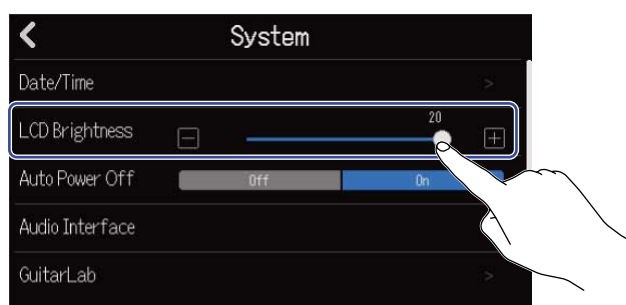 System
Date/Time
LCD Brightness 20
Auto Power Off Off On
Audio Interface
GuitarLab